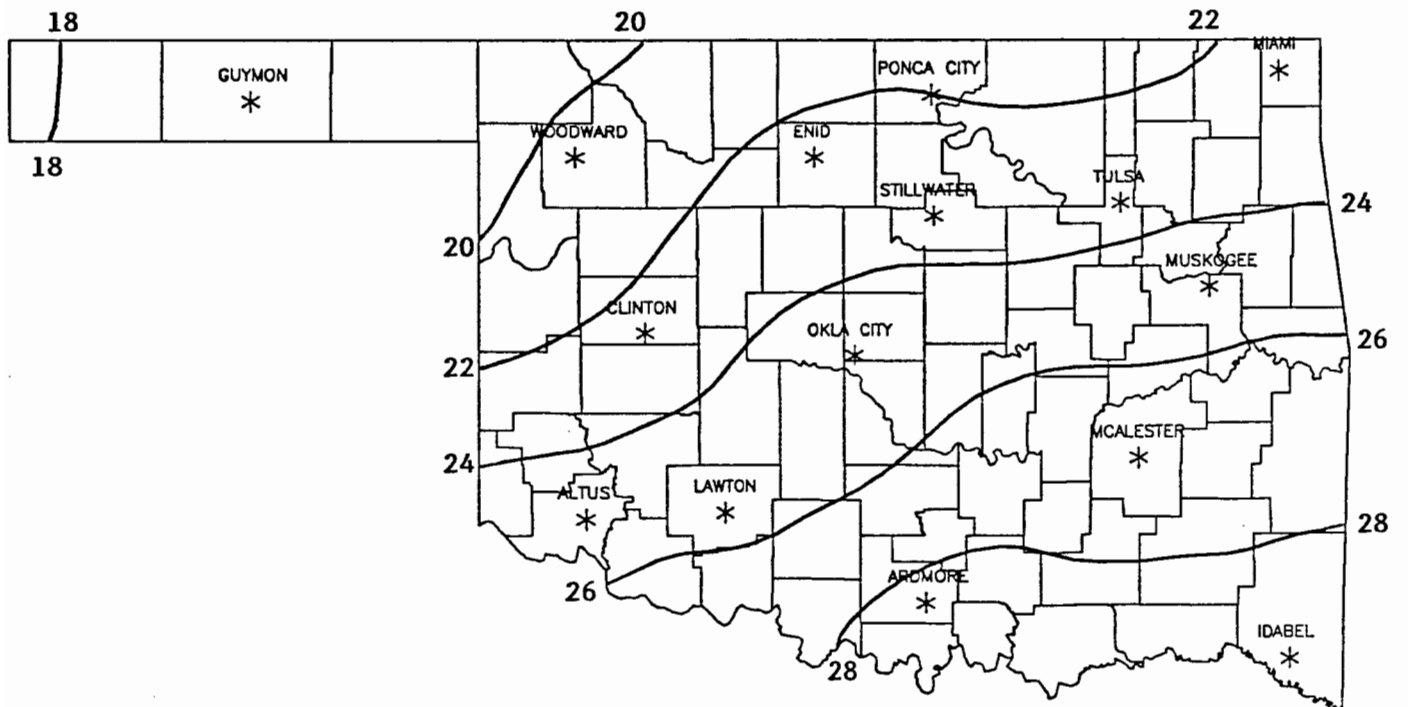 18 20 22
MIAMI
GUYMON
PONCA CITY
WOODWARD ENID
18
TULSA
STILLWATER
24
20
MUSKOGEE
CLINTON
OKLA CITY
26
22
MCALESTER
24
LAWTON
ALTUS
28
ARDMORE
26
IDABEL
28